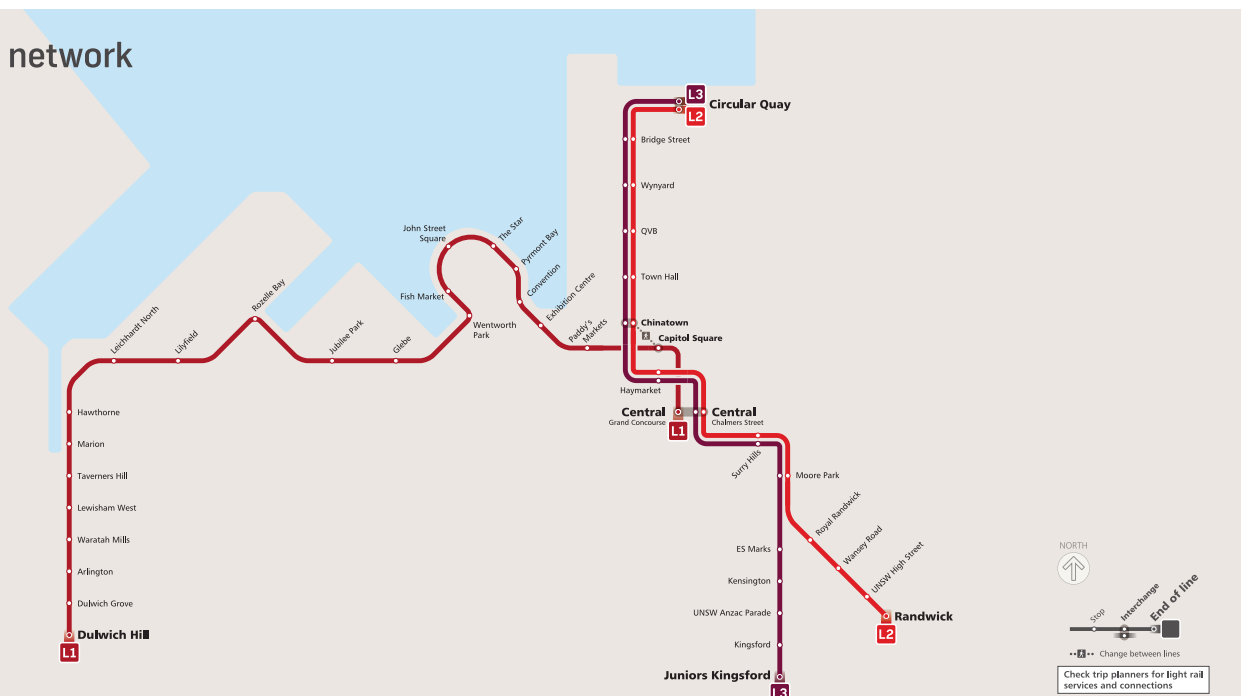 network
L3
L2
Circular Quay
Bridge Street
Wynyard
QVB
Town Hall
Chinatown
Capitol Square
Haymarket
Central
Grand Concourse
L1
Central
Chalmers Street
Surry Hills
Moore Park
Royal Randwick
Wansey Road
UNSW High Street
Randwick
L2
ES Marks
Kensington
UNSW Anzac Parade
Kingsford
Juniors Kingsford
L3
Paddy's
Markets
Exhibition Centre
Convention
Pyrmont Bay
The Star
John Street
Square
Fish Market
Wentworth
Park
Glebe
Jubilee Park
Rozelle Bay
Lilyfield
Leichhardt North
Hawthorne
Marion
Taverners Hill
Lewisham West
Waratah Mills
Arlington
Dulwich Grove
Dulwich Hill
L1
NORTH
Stop
Interchange
End of line
Change between lines
Check trip planners for light rail
services and connections